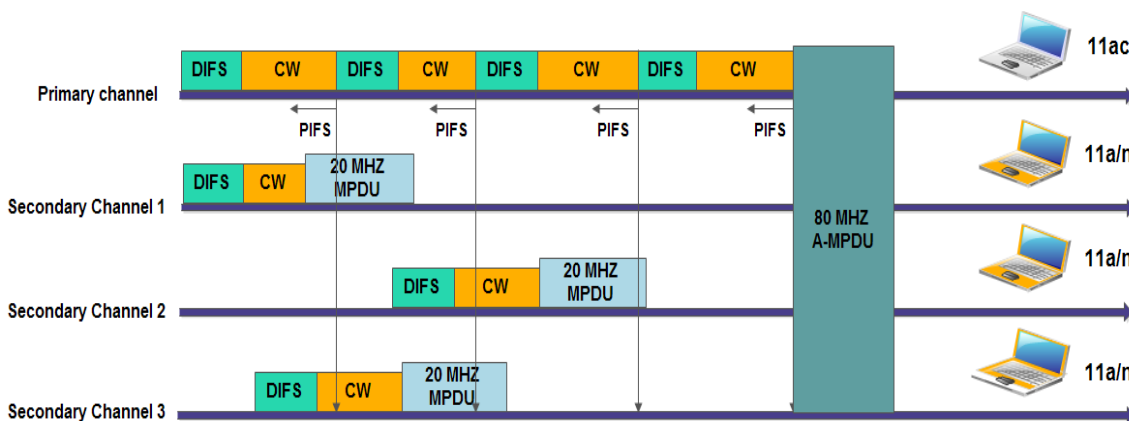 11ac
DIFS CW DIFS CW DIFS CW DIFS CW
Primary channel
PIFS PIFS PIFS PIFS
20 MHZ
MPDU
11a/n
DIFS CW
Secondary Channel 1
80 MHZ
A-MPDU
20 MHZ
MPDU
11a/n
DIFS CW
Secondary Channel 2
20 MHZ
MPDU
11a/n
DIFS CW
Secondary Channel 3